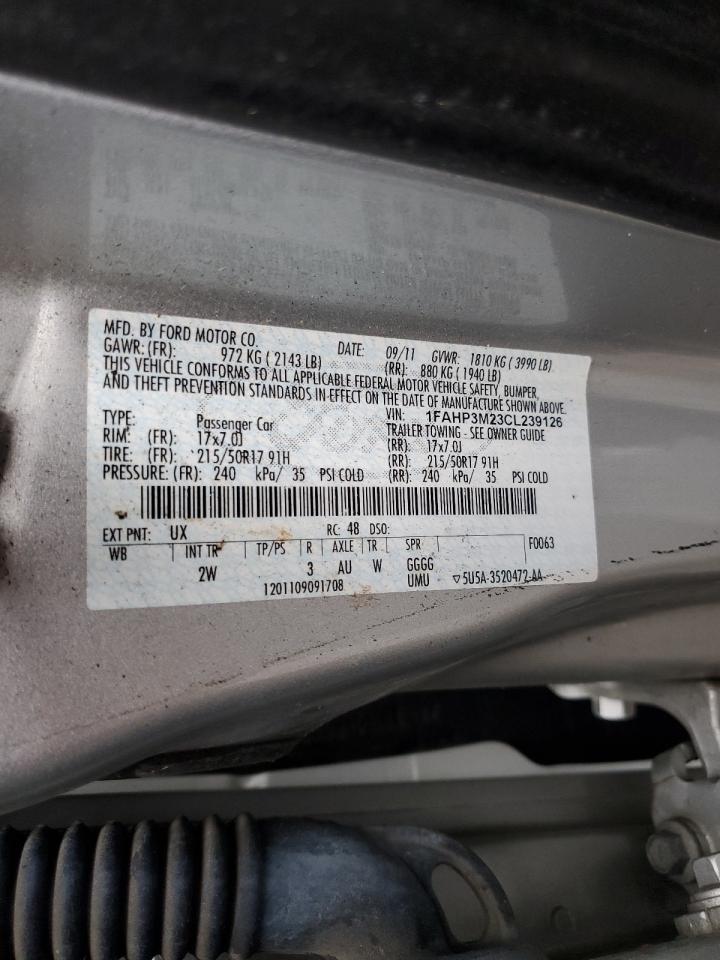 MFD. BY FORD MOTOR CO. DATE: 09/11 GVWR: 1810 KG ( 3990 LB)
GAWR: (FR): 972 KG ( 2143 LB) (RR): 880 KG ( 1940 LB)
THIS VEHICLE CONFORMS TO ALL APPLICABLE FEDERAL MOTOR VEHICLE SAFETY, BUMPER,
AND THEFT PREVENTION STANDARDS IN EFFECT ON THE DATE OF MANUFACTURE SHOWN ABOVE.
VIN: 1FAHP3M23CL239126
TYPE: Passenger Car TRAILER TOWING - SEE OWNER GUIDE
RIM: (FR): 17x7.0J (RR): 17x7.0J
TIRE: (FR): 215/50R17 91H (RR): 215/50R17 91H
PRESSURE: (FR): 240 kPa/ 35 PSI COLD (RR): 240 kPa/ 35 PSI COLD
EXT PNT: UX RC: 48 DSO:
WB INT TR TP/PS R AXLE TR SPR F0063
2W 3 AU W GGGG
1201109091708 UMU ▽5U5A-3520472-AA